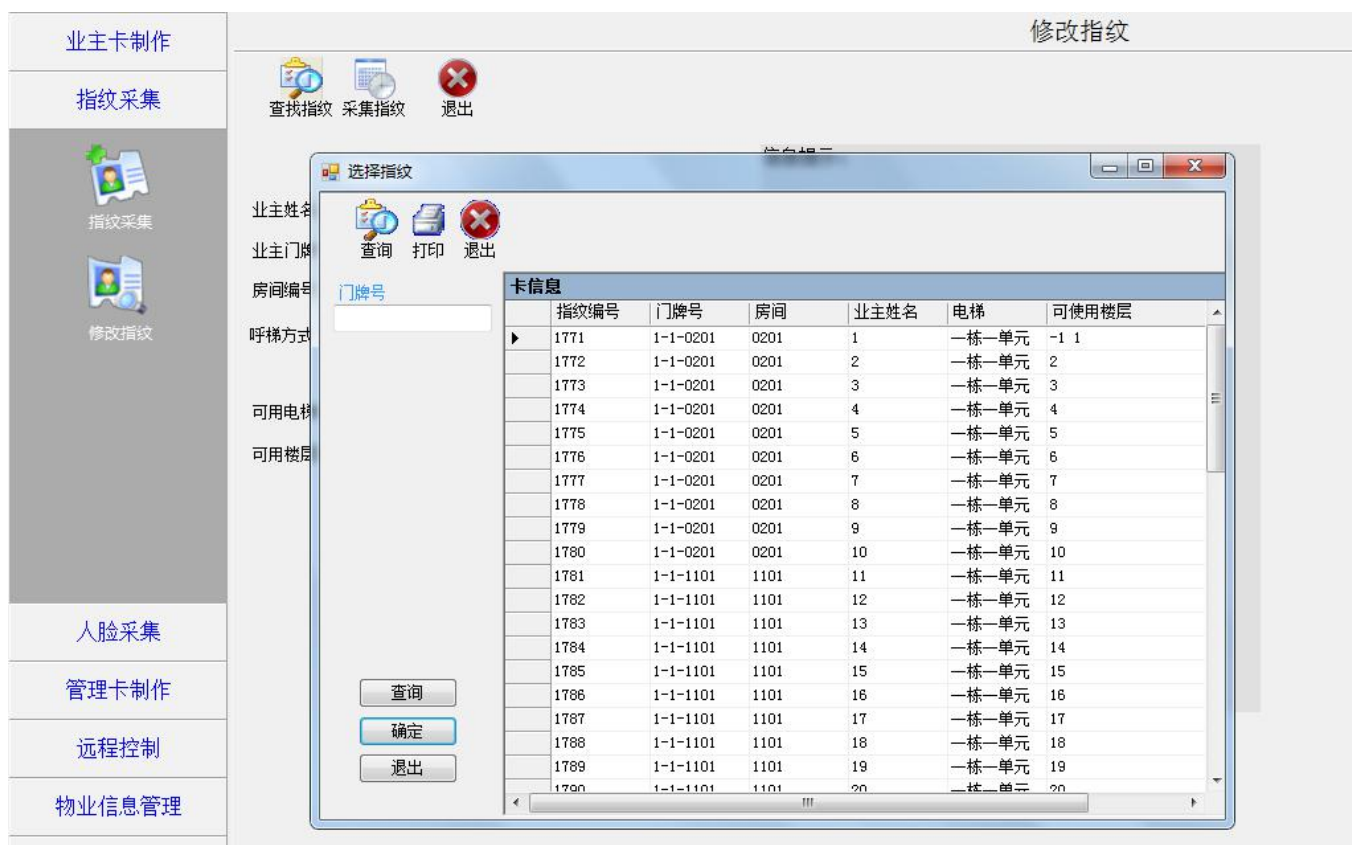 业主卡制作
修改指纹
指纹采集
查找指纹 采集指纹 退出
选择指纹
指纹采集
修改指纹
业主姓名
业主门牌
房间编号
呼梯方式
可用电梯
可用楼层
查询 打印 退出
门牌号
卡信息
指纹编号 门牌号 房间 业主姓名 电梯 可使用楼层
1771 1-1-0201 0201 1 一栋一单元 -1 1
1772 1-1-0201 0201 2 一栋一单元 2
1773 1-1-0201 0201 3 一栋一单元 3
1774 1-1-0201 0201 4 一栋一单元 4
1775 1-1-0201 0201 5 一栋一单元 5
1776 1-1-0201 0201 6 一栋一单元 6
1777 1-1-0201 0201 7 一栋一单元 7
1778 1-1-0201 0201 8 一栋一单元 8
1779 1-1-0201 0201 9 一栋一单元 9
1780 1-1-0201 0201 10 一栋一单元 10
1781 1-1-1101 1101 11 一栋一单元 11
1782 1-1-1101 1101 12 一栋一单元 12
1783 1-1-1101 1101 13 一栋一单元 13
1784 1-1-1101 1101 14 一栋一单元 14
1785 1-1-1101 1101 15 一栋一单元 15
1786 1-1-1101 1101 16 一栋一单元 16
1787 1-1-1101 1101 17 一栋一单元 17
1788 1-1-1101 1101 18 一栋一单元 18
1789 1-1-1101 1101 19 一栋一单元 19
1790 1-1-1101 1101 20 一栋一单元 20
查询
确定
退出
人脸采集
管理卡制作
远程控制
物业信息管理